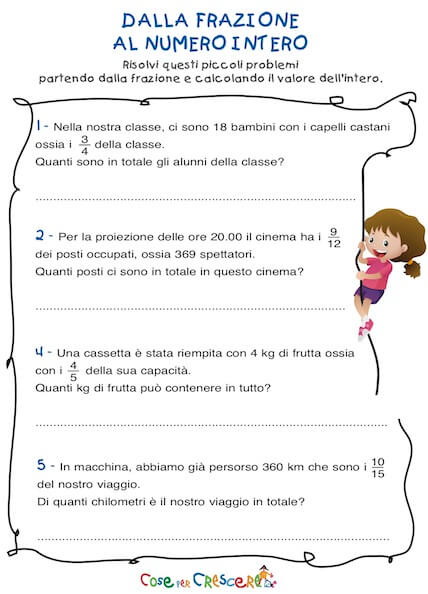 DALLA FRAZIONE
AL NUMERO INTERO
Risolvi questi piccoli problemi
partendo dalla frazione e calcolando il valore dell'intero.
1 - Nella nostra classe, ci sono 18 bambini con i capelli castani
ossia i 3/4 della classe.
Quanti sono in totale gli alunni della classe?
2 - Per la proiezione delle ore 20.00 il cinema ha i 9/12
dei posti occupati, ossia 369 spettatori.
Quanti posti ci sono in totale in questo cinema?
4 - Una cassetta è stata riempita con 4 kg di frutta ossia
con i 4/5 della sua capacità.
Quanti kg di frutta può contenere in tutto?
5 - In macchina, abbiamo già persorso 360 km che sono i 10/15
del nostro viaggio.
Di quanti chilometri è il nostro viaggio in totale?
COSE PER CRESCERE